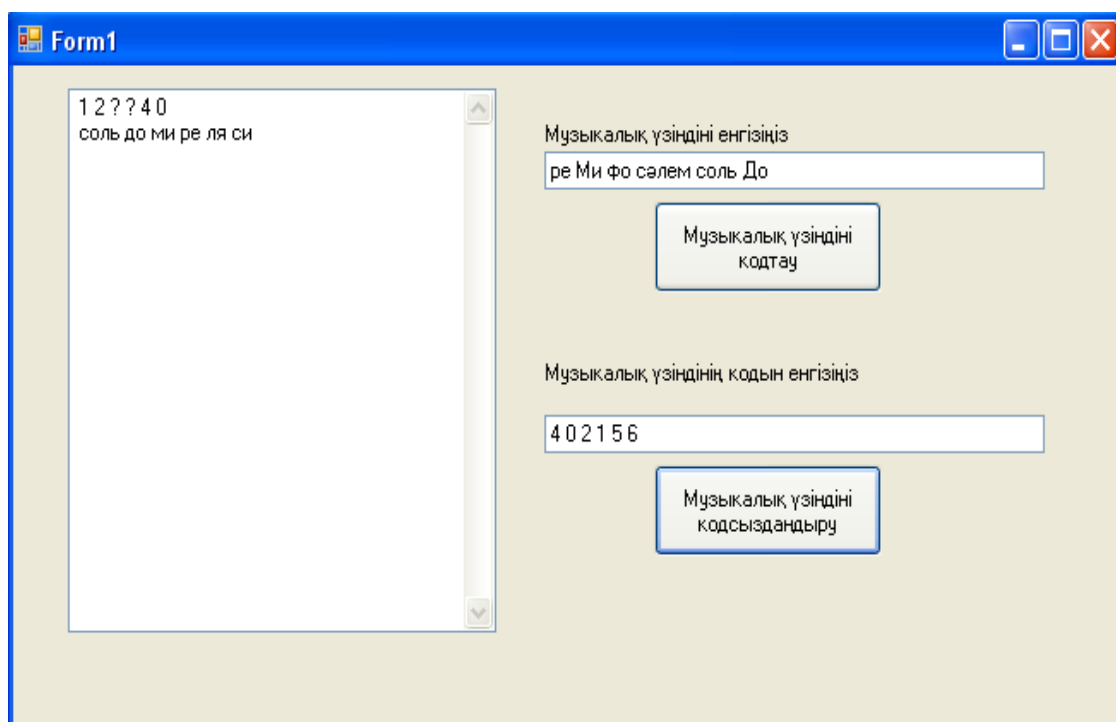 Form1
1 2 ? ? 4 0
соль до ми ре ля си
Музыкалық үзіндіні енгізіңіз
ре Ми фо сәлем соль До
Музыкалық үзіндіні
кодтау
Музыкалық үзіндінің кодын енгізіңіз
4 0 2 1 5 6
Музыкалық үзіндіні
кодсыздандыру